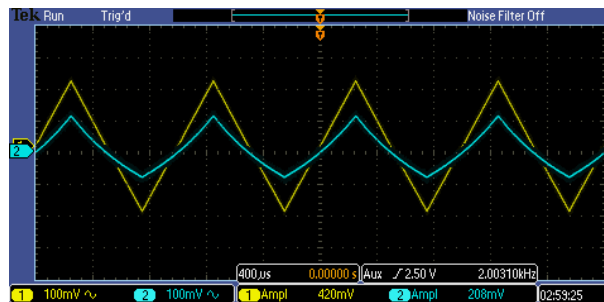 Tek Run Trig'd Noise Filter Off
2
400µs 0.00000 s Aux 2.50 V 2.00310kHz
1 100mV 2 100mV 1 Ampl 420mV 2 Ampl 208mV 02:59:25